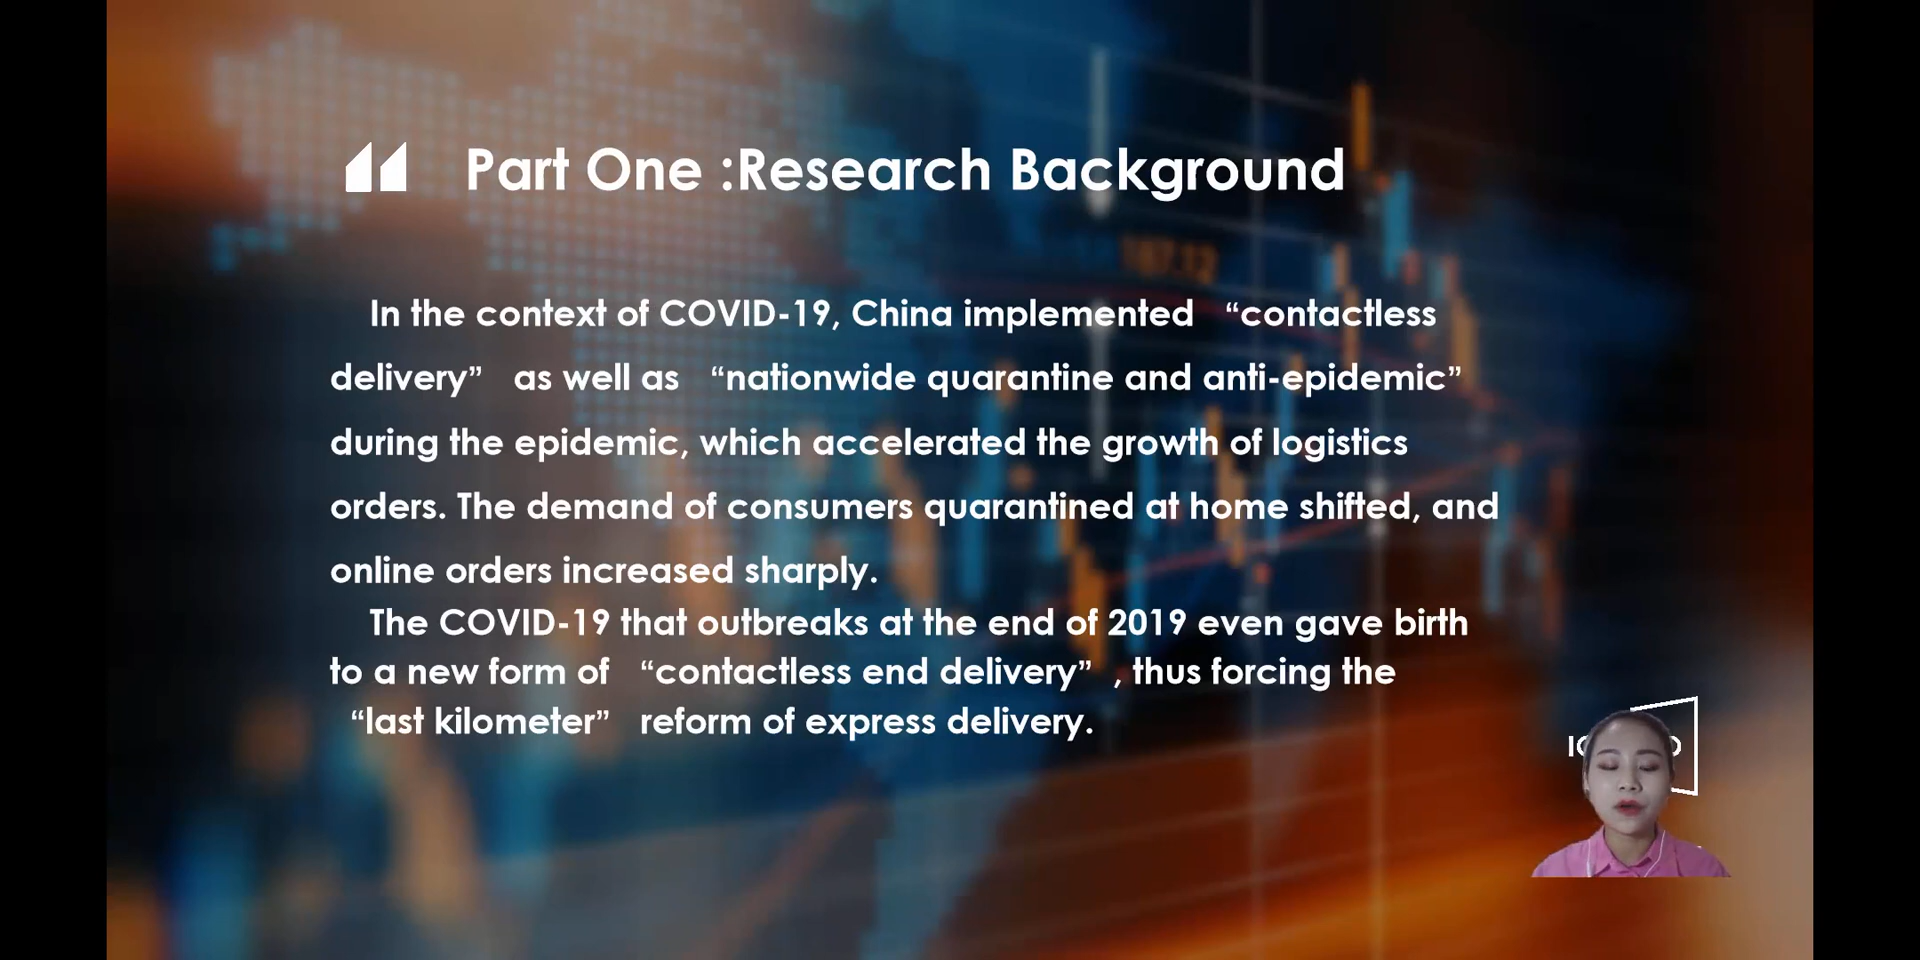 Part One :Research Background
187.12
In the context of COVID-19, China implemented “contactless
delivery” as well as “nationwide quarantine and anti-epidemic”
during the epidemic, which accelerated the growth of logistics
orders. The demand of consumers quarantined at home shifted, and
online orders increased sharply.
The COVID-19 that outbreaks at the end of 2019 even gave birth
to a new form of “contactless end delivery” , thus forcing the
“last kilometer” reform of express delivery.